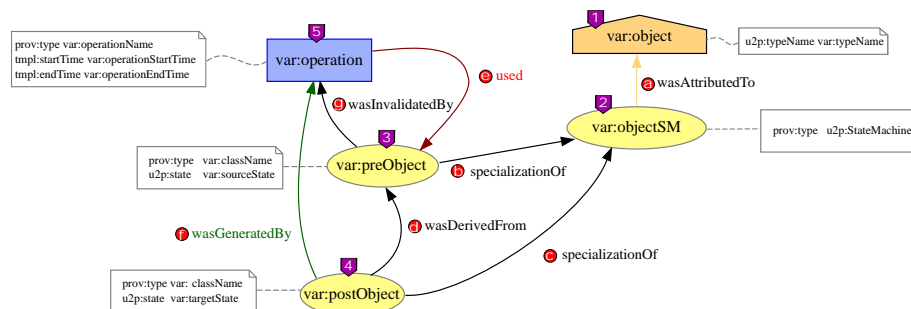 5
1
prov:type var:operationName
tmpl:startTime var:operationStartTime
tmpl:endTime var:operationEndTime
var:operation
var:object
u2p:typeName var:typeName
e used
a wasAttributedTo
g wasInvalidatedBy
2
var:objectSM
prov:type u2p:StateMachine
3
prov:type var:className
u2p:state var:sourceState
var:preObject
b specializationOf
d wasDerivedFrom
f wasGeneratedBy
c specializationOf
4
prov:type var: className
u2p:state var:targetState
var:postObject